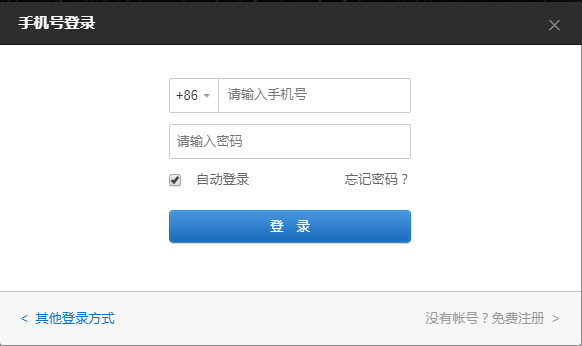 手机号登录
+86 请输入手机号
请输入密码
自动登录 忘记密码？
登 录
< 其他登录方式 没有帐号？免费注册 >